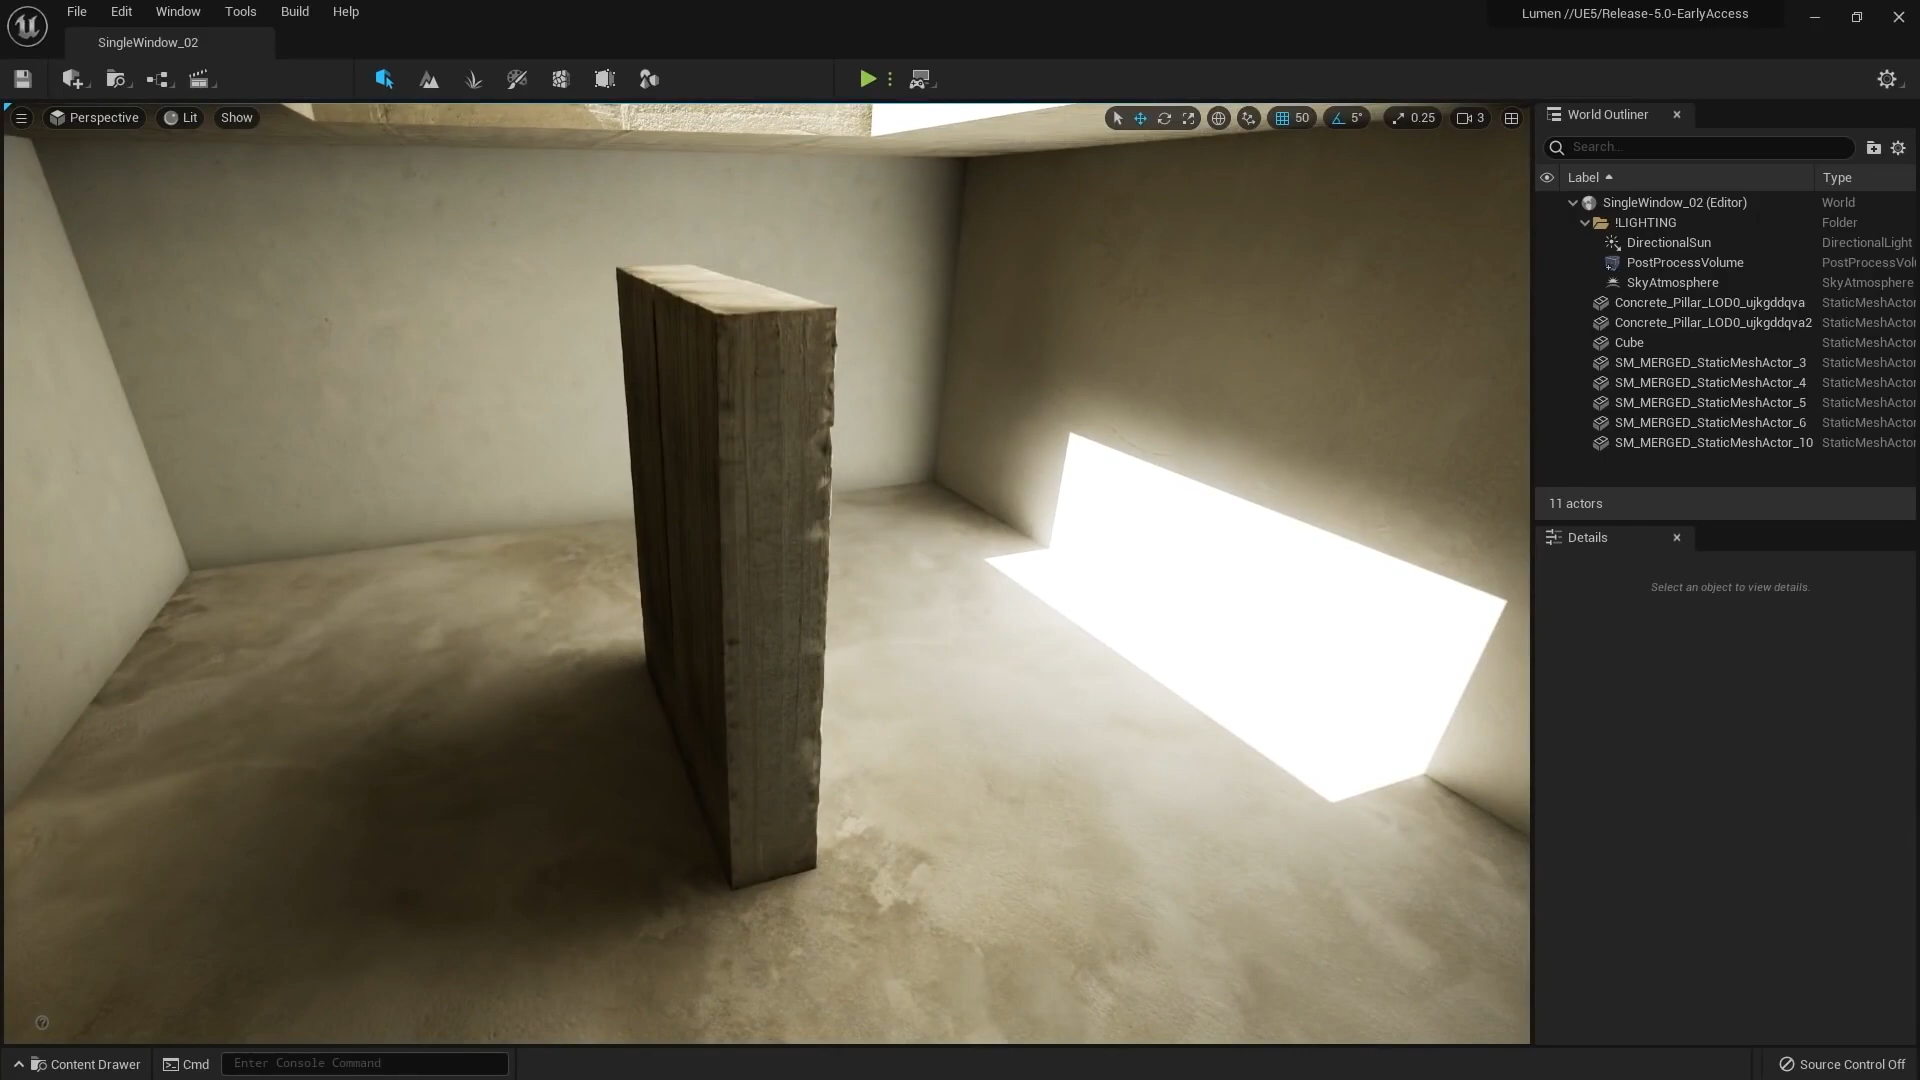 File Edit Window Tools Build Help
Lumen //UE5/Release-5.0-EarlyAccess
SingleWindow_02
Perspective Lit Show
50 5° 0.25 3
World Outliner
Search...
Label Type
SingleWindow_02 (Editor) World
!LIGHTING Folder
DirectionalSun DirectionalLight
PostProcessVolume PostProcessVolu
SkyAtmosphere SkyAtmosphere
Concrete_Pillar_LOD0_ujkgddqva StaticMeshActor
Concrete_Pillar_LOD0_ujkgddqva2 StaticMeshActor
Cube StaticMeshActor
SM_MERGED_StaticMeshActor_3 StaticMeshActor
SM_MERGED_StaticMeshActor_4 StaticMeshActor
SM_MERGED_StaticMeshActor_5 StaticMeshActor
SM_MERGED_StaticMeshActor_6 StaticMeshActor
SM_MERGED_StaticMeshActor_10 StaticMeshActor
11 actors
Details
Select an object to view details.
Content Drawer Cmd Enter Console Command
Source Control Off